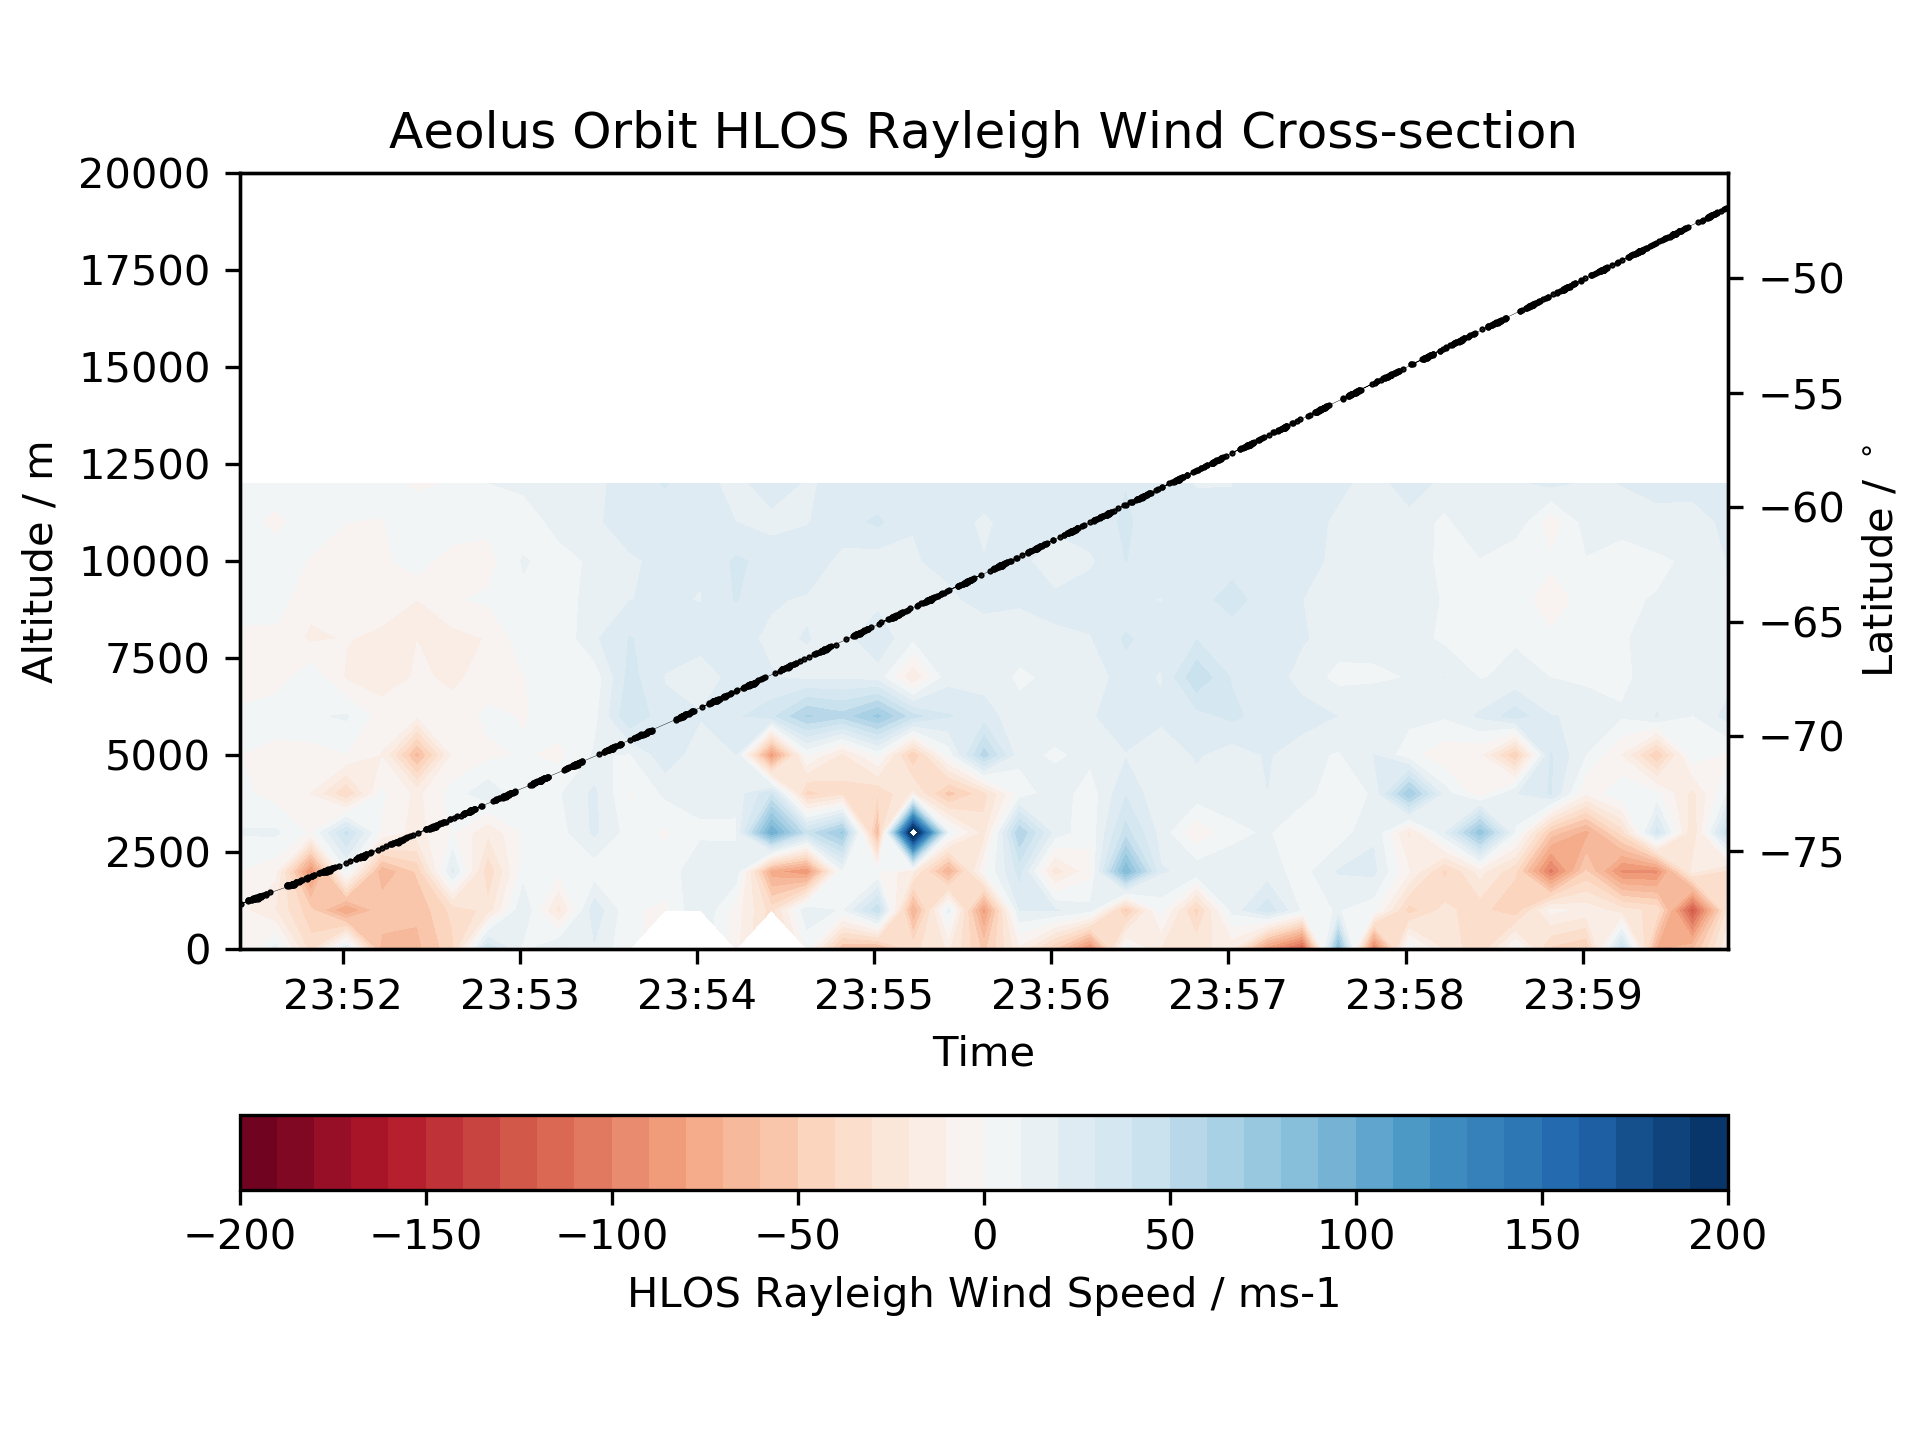 Aeolus Orbit HLOS Rayleigh Wind Cross-section
20000
17500
15000
12500
10000
7500
5000
2500
0
Altitude / m
−50
−55
−60
−65
−70
−75
Latitude / °
23:52 23:53 23:54 23:55 23:56 23:57 23:58 23:59
Time
−200 −150 −100 −50 0 50 100 150 200
HLOS Rayleigh Wind Speed / ms-1